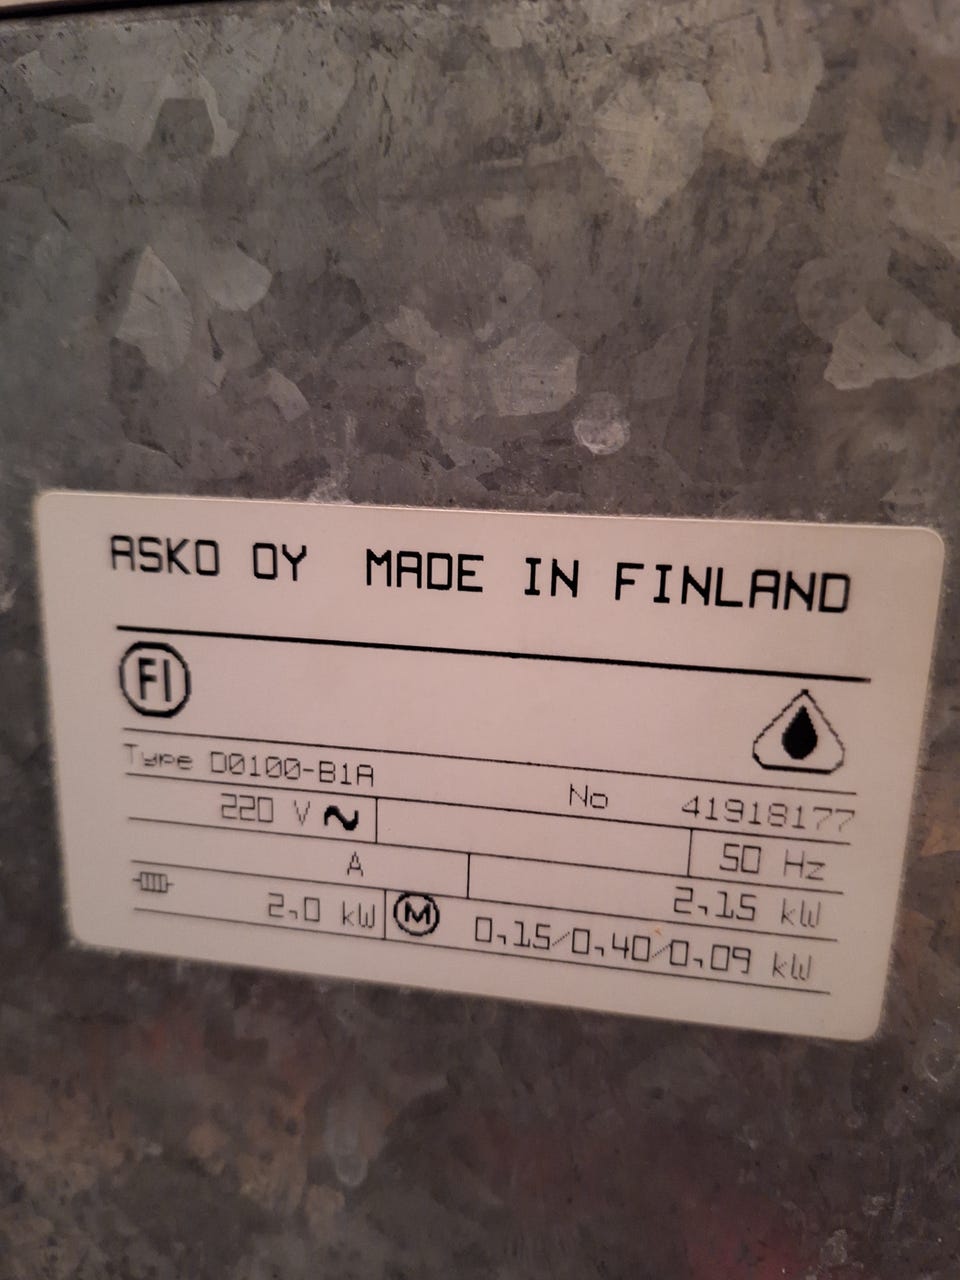 ASKO OY MADE IN FINLAND
FI
Type D0100-B1A No 41918177
220 V ~ 50 Hz
A 2,15 kW
2,0 kW M 0,15/0,40/0,09 kW